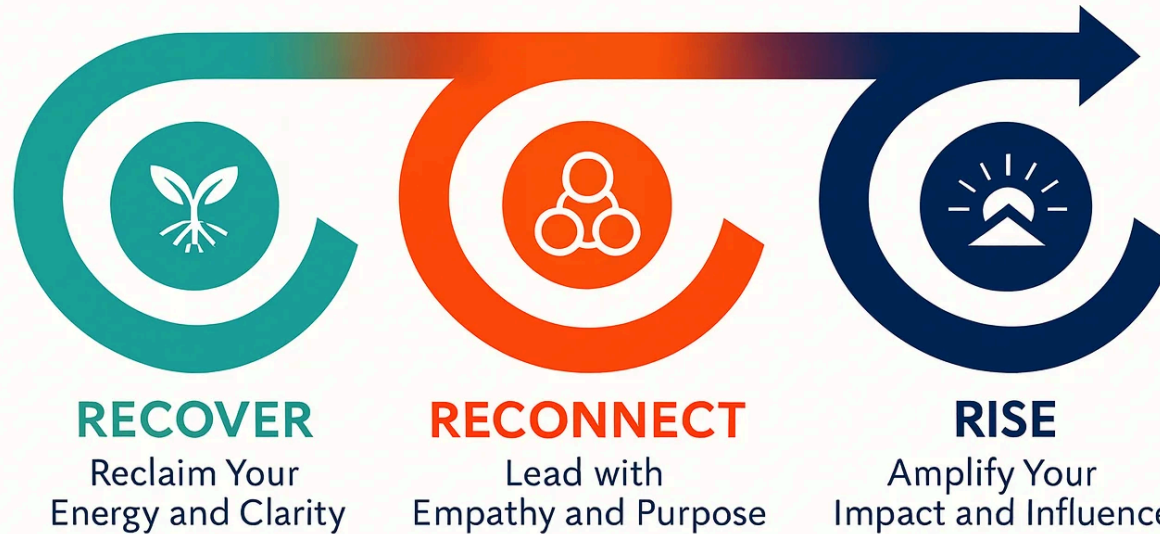 RECOVER
Reclaim Your
Energy and Clarity
RECONNECT
Lead with
Empathy and Purpose
RISE
Amplify Your
Impact and Influence